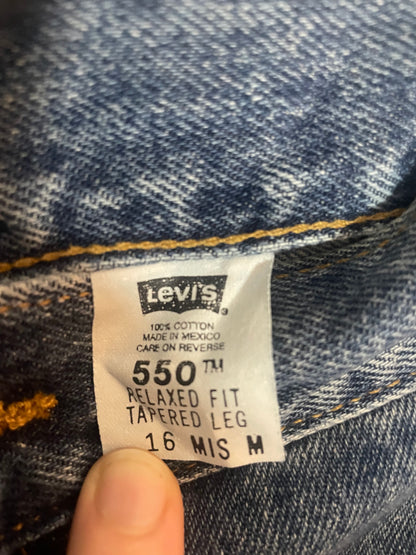 Levi's
100% COTTON
MADE IN MEXICO
CARE ON REVERSE
550™
RELAXED FIT
TAPERED LEG
16 MIS M